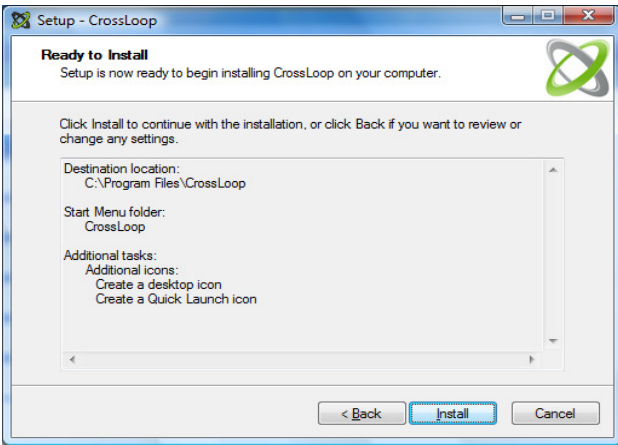 Setup - CrossLoop
Ready to Install
Setup is now ready to begin installing CrossLoop on your computer.
Click Install to continue with the installation, or click Back if you want to review or
change any settings.
Destination location:
C:\Program Files\CrossLoop
Start Menu folder:
CrossLoop
Additional tasks:
Additional icons:
Create a desktop icon
Create a Quick Launch icon
< Back
Install
Cancel